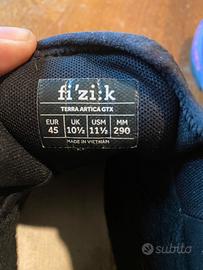 fi'zi:k
TERRA ARTICA GTX
EUR UK USM MM
45 10½ 11½ 290
MADE IN VIETNAM
subito